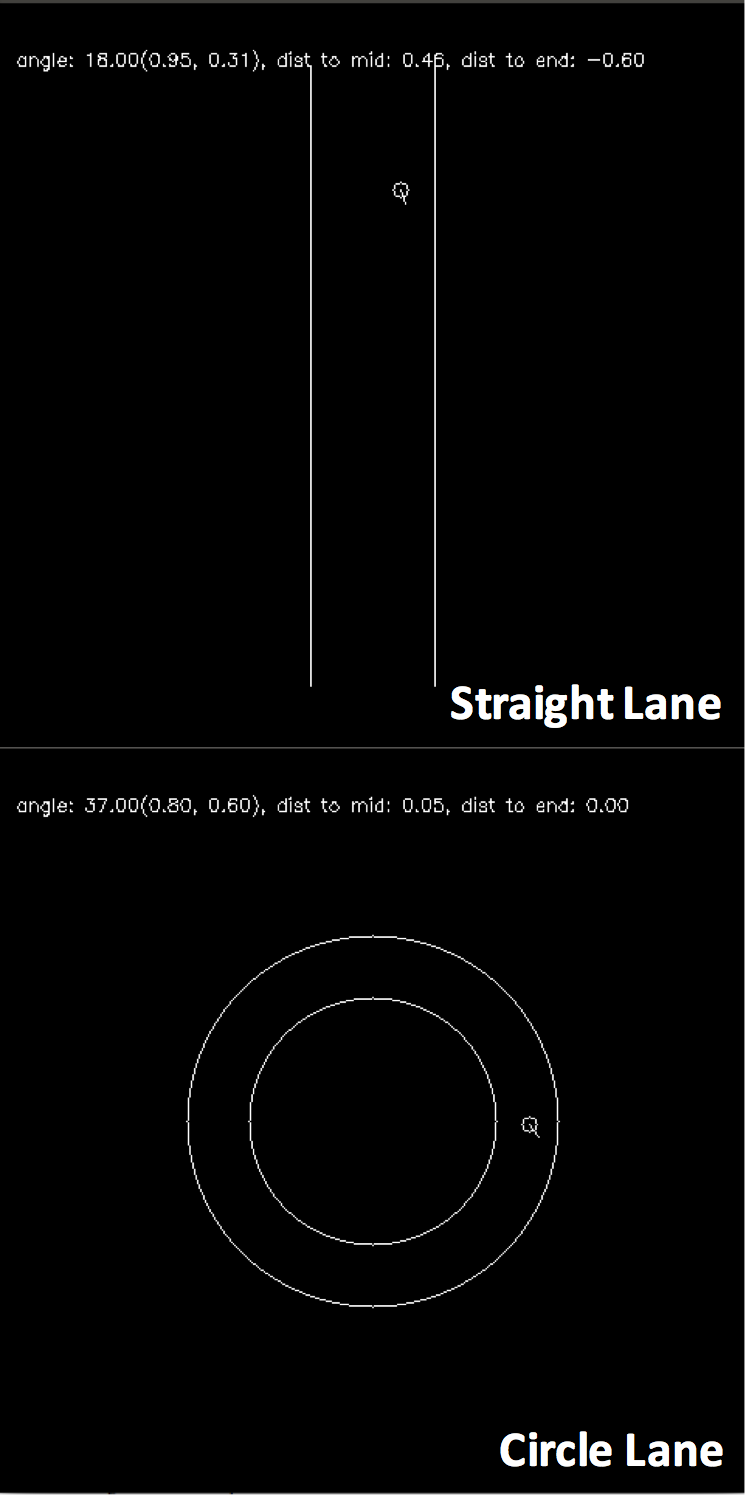 angle: 18.00(0.95, 0.31), dist to mid: 0.46, dist to end: −0.60
Straight Lane
angle: 37.00(0.80, 0.60), dist to mid: 0.05, dist to end: 0.00
Circle Lane